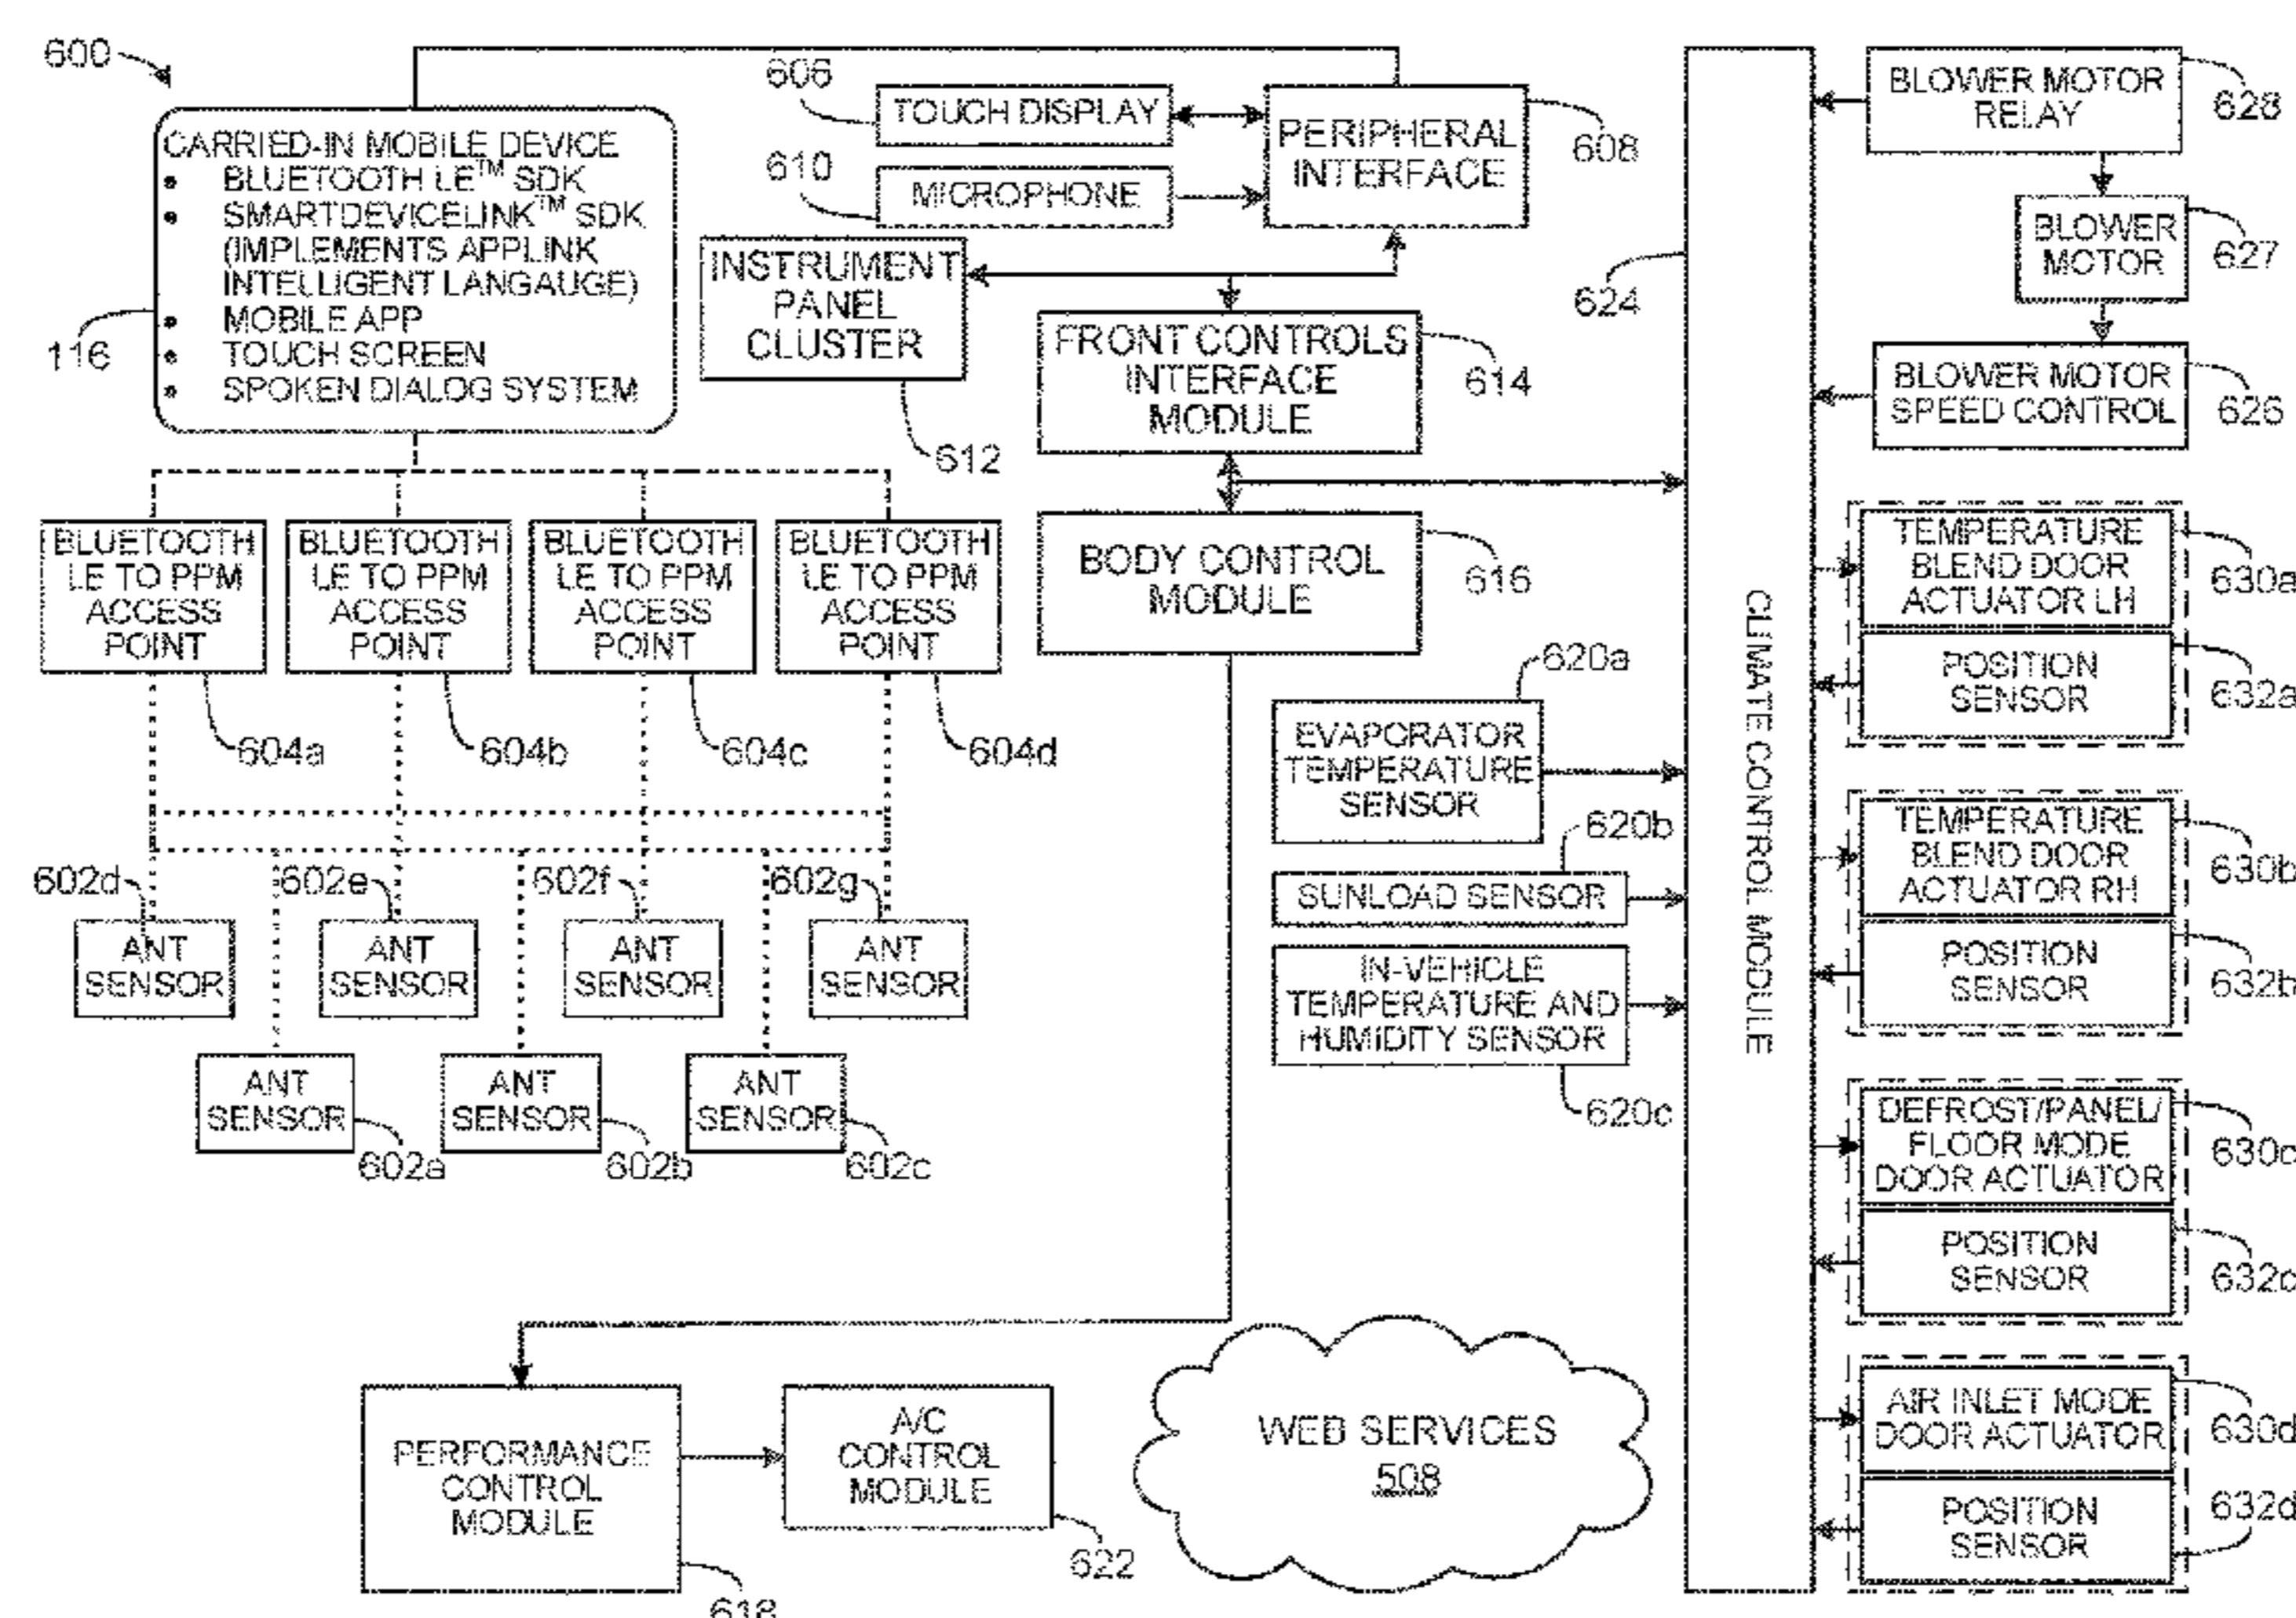 600
CARRIED-IN MOBILE DEVICE
• BLUETOOTH LE™ SDK
• SMARTDEVICELINK™ SDK
(IMPLEMENTS APPLINK
INTELLIGENT LANGAUGE)
• MOBILE APP
• TOUCH SCREEN
• SPOKEN DIALOG SYSTEM
116
606
TOUCH DISPLAY
610
MICROPHONE
PERIPHERAL
INTERFACE
608
INSTRUMENT
PANEL
CLUSTER
612
FRONT CONTROLS
INTERFACE
MODULE
614
BODY CONTROL
MODULE
616
BLUETOOTH
LE TO PPM
ACCESS
POINT
604a
BLUETOOTH
LE TO PPM
ACCESS
POINT
604b
BLUETOOTH
LE TO PPM
ACCESS
POINT
604c
BLUETOOTH
LE TO PPM
ACCESS
POINT
604d
602d
ANT
SENSOR
602e
ANT
SENSOR
602f
ANT
SENSOR
602g
ANT
SENSOR
ANT
SENSOR
602a
ANT
SENSOR
602b
ANT
SENSOR
602c
620a
EVAPORATOR
TEMPERATURE
SENSOR
620b
SUNLOAD SENSOR
IN-VEHICLE
TEMPERATURE AND
HUMIDITY SENSOR
620c
PERFORMANCE
CONTROL
MODULE
618
A/C
CONTROL
MODULE
622
WEB SERVICES
508
624
CLIMATE CONTROL MODULE
BLOWER MOTOR
RELAY
628
BLOWER
MOTOR
627
BLOWER MOTOR
SPEED CONTROL
626
TEMPERATURE
BLEND DOOR
ACTUATOR LH
630a
POSITION
SENSOR
632a
TEMPERATURE
BLEND DOOR
ACTUATOR RH
630b
POSITION
SENSOR
632b
DEFROST/PANEL/
FLOOR MODE
DOOR ACTUATOR
630c
POSITION
SENSOR
632c
AIR INLET MODE
DOOR ACTUATOR
630d
POSITION
SENSOR
632d